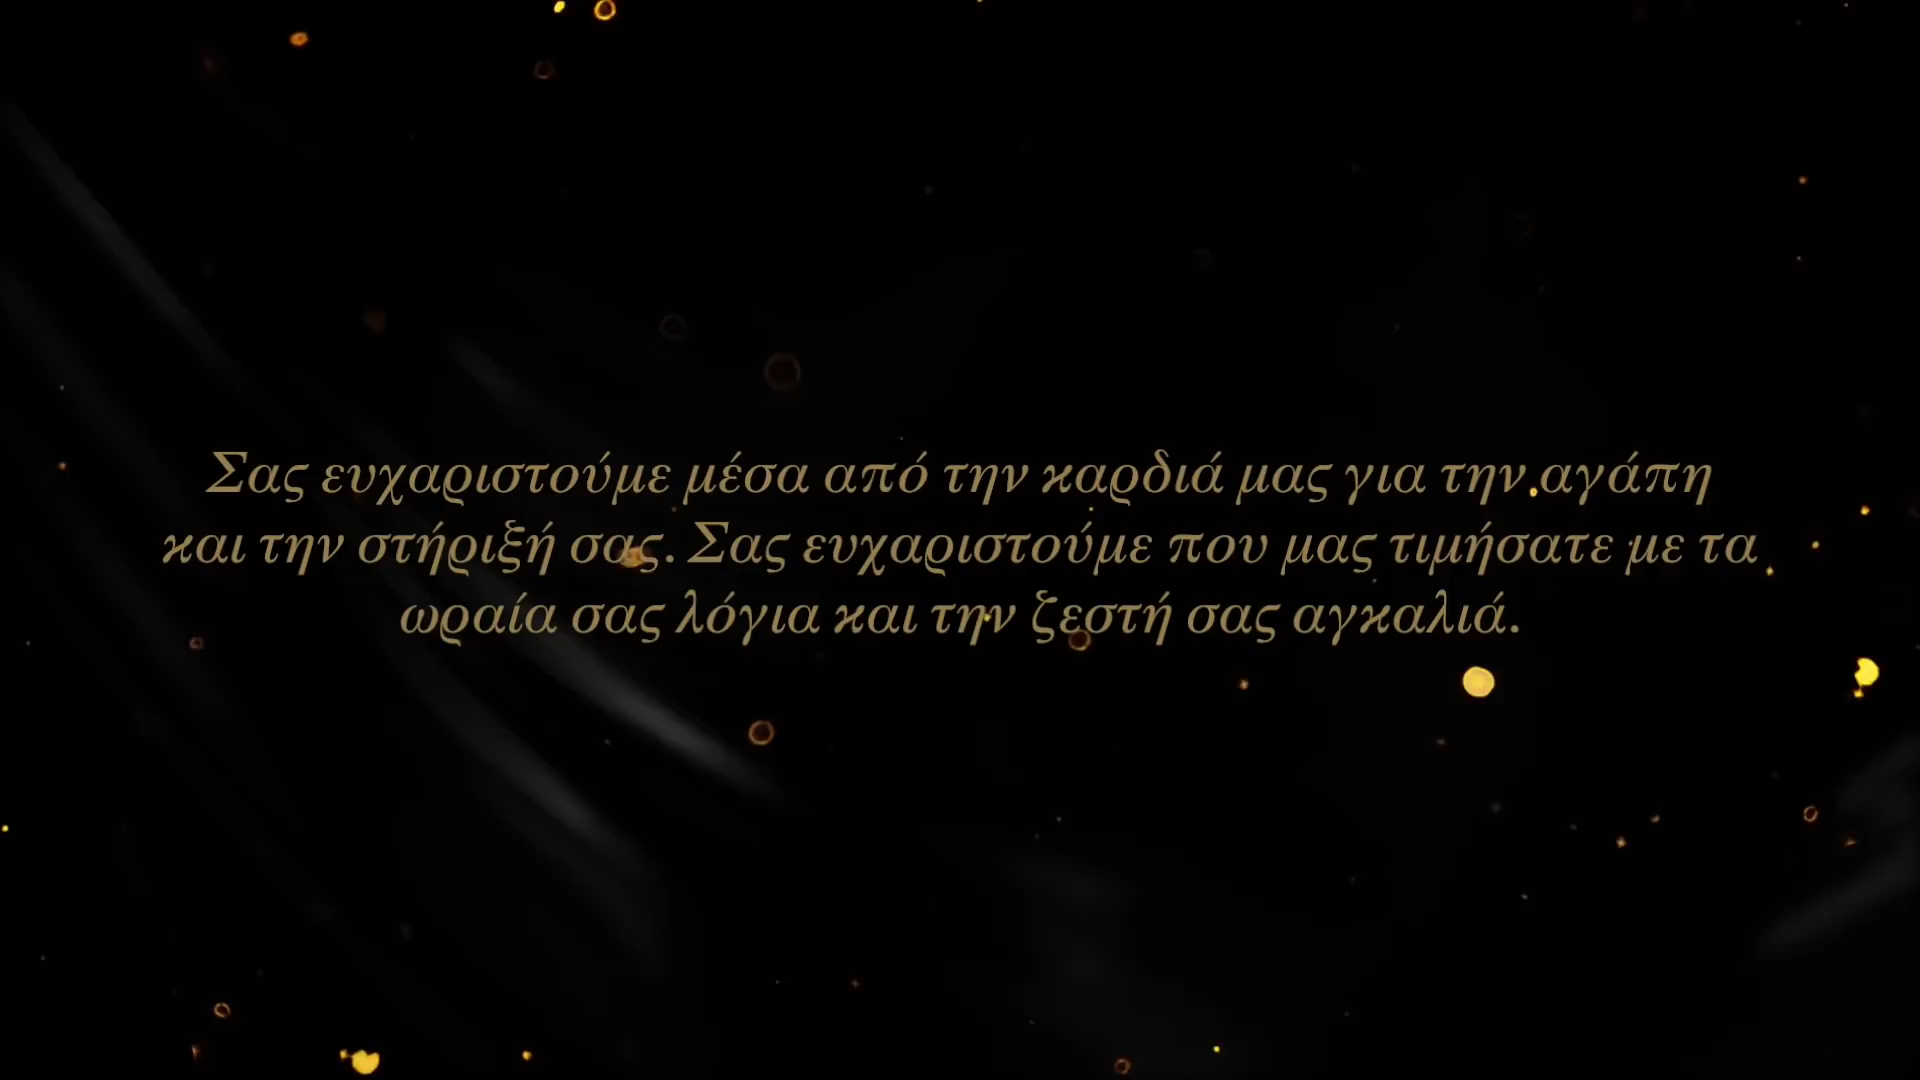 Σας ευχαριστούμε μέσα από την καρδιά μας για την αγάπη
και την στήριξή σας. Σας ευχαριστούμε που μας τιμήσατε με τα
ωραία σας λόγια και την ζεστή σας αγκαλιά.